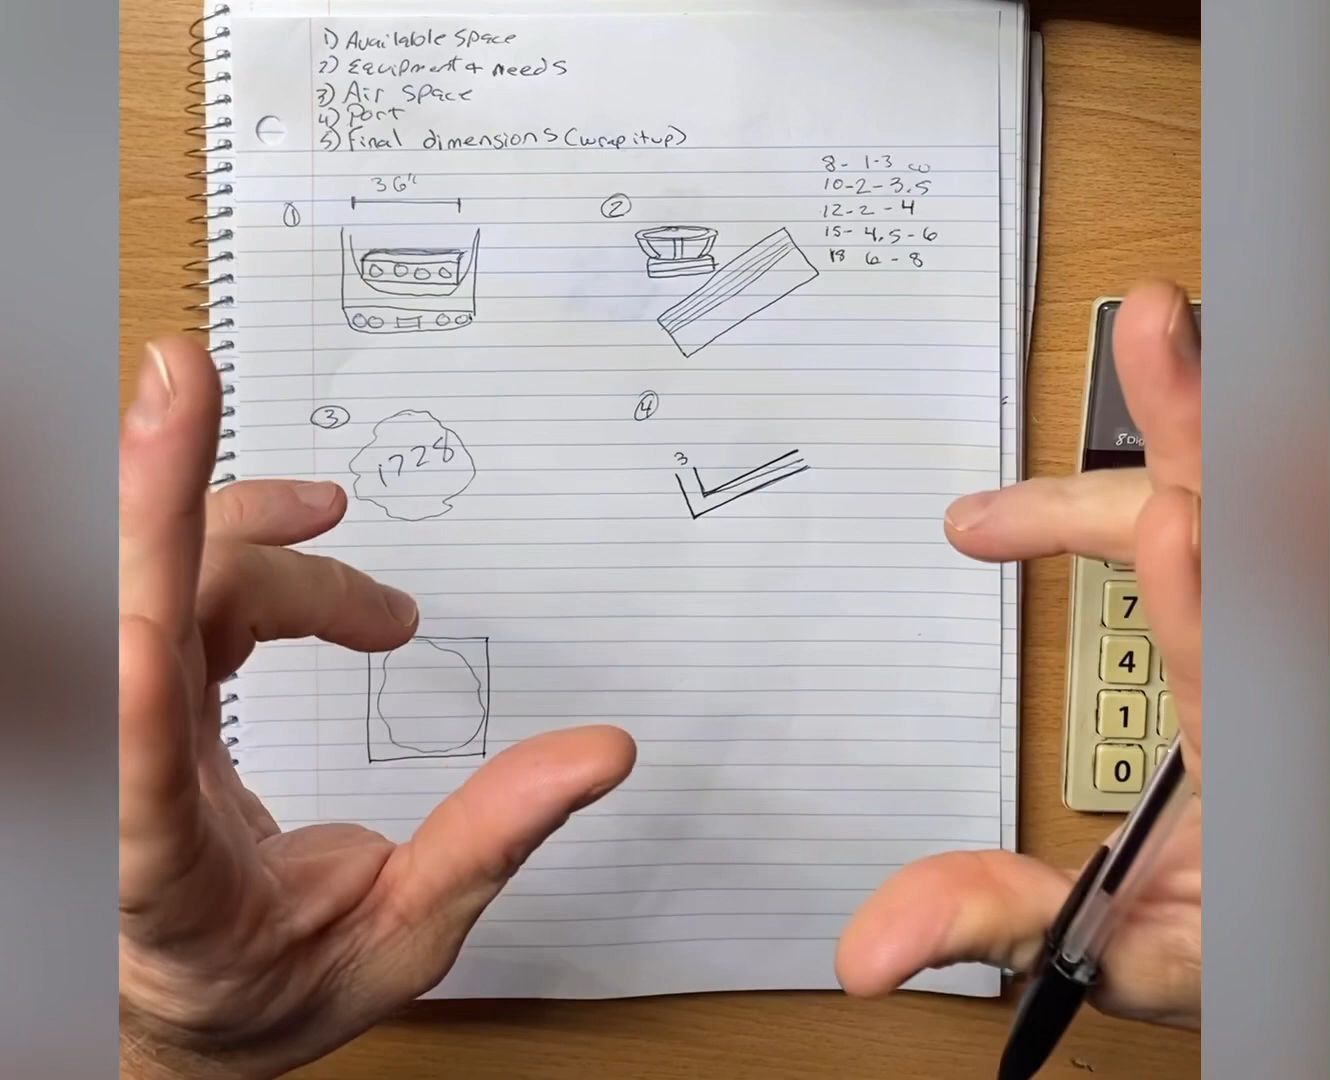 1) Available space
2) Equipment + needs
3) Air space
4) Port
5) Final dimensions (wrap it up)
8- 1-3
10-2-3.5
12-2-4
15- 4.5-6
18 6-8
36"
①
②
③
1728
④
3
8 Dig
7
4
1
0